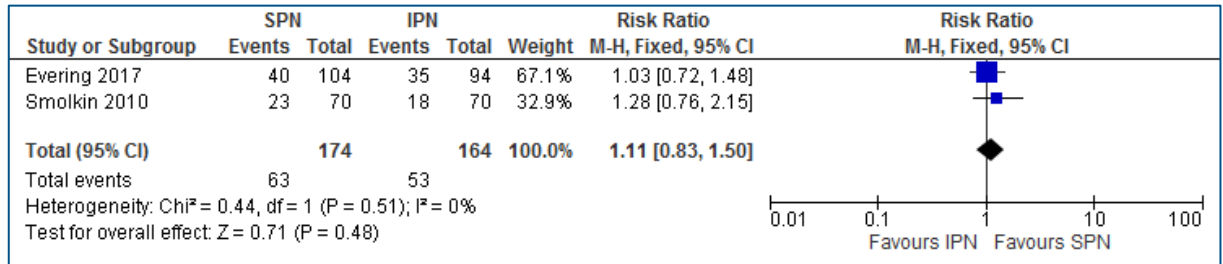 SPN IPN Risk Ratio Risk Ratio
Study or Subgroup Events Total Events Total Weight M-H, Fixed, 95% CI M-H, Fixed, 95% CI
Evering 2017 40 104 35 94 67.1% 1.03 [0.72, 1.48]
Smolkin 2010 23 70 18 70 32.9% 1.28 [0.76, 2.15]
Total (95% CI) 174 164 100.0% 1.11 [0.83, 1.50]
Total events 63 53
Heterogeneity: Chi² = 0.44, df = 1 (P = 0.51); I² = 0%
Test for overall effect: Z = 0.71 (P = 0.48)
0.01 0.1 1 10 100
Favours IPN Favours SPN